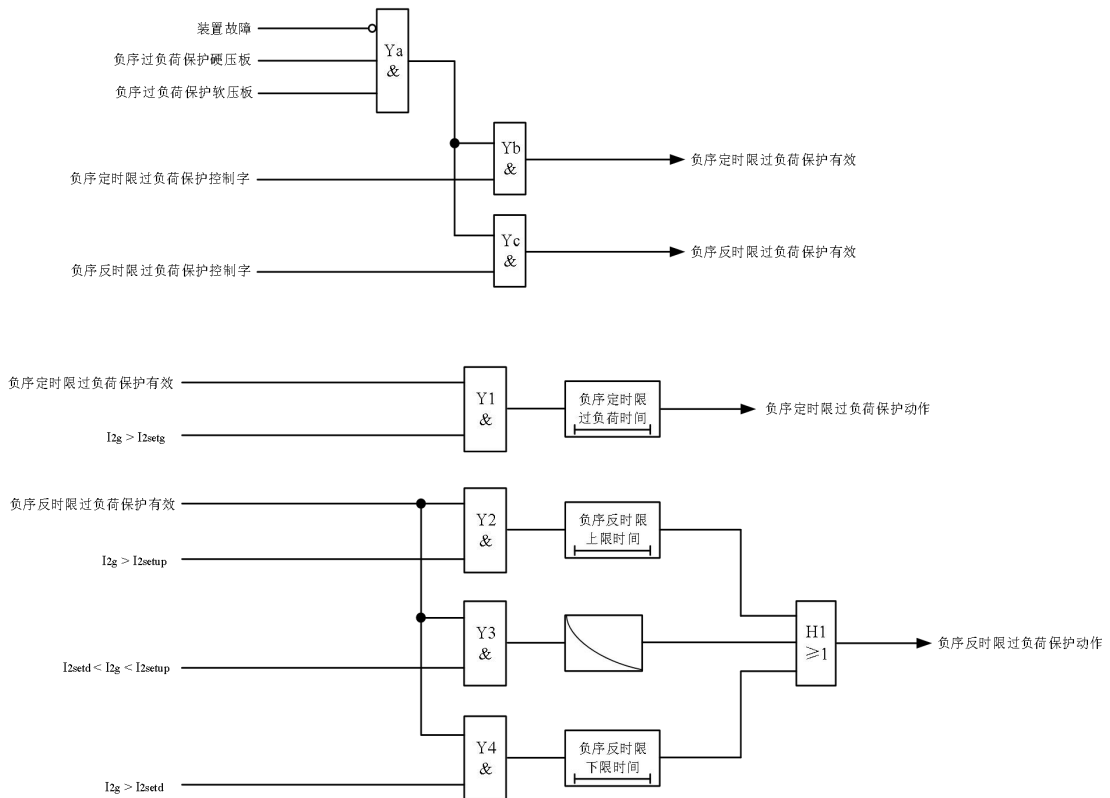 装置故障
负序过负荷保护硬压板
负序过负荷保护软压板
Ya
&
负序定时限过负荷保护控制字
Yb
&
负序定时限过负荷保护有效
负序反时限过负荷保护控制字
Yc
&
负序反时限过负荷保护有效
负序定时限过负荷保护有效
I2g > I2setg
Y1
&
负序定时限
过负荷时间
负序定时限过负荷保护动作
负序反时限过负荷保护有效
I2g > I2setup
Y2
&
负序反时限
上限时间
I2setd < I2g < I2setup
Y3
&
H1
≥1
负序反时限过负荷保护动作
I2g > I2setd
Y4
&
负序反时限
下限时间